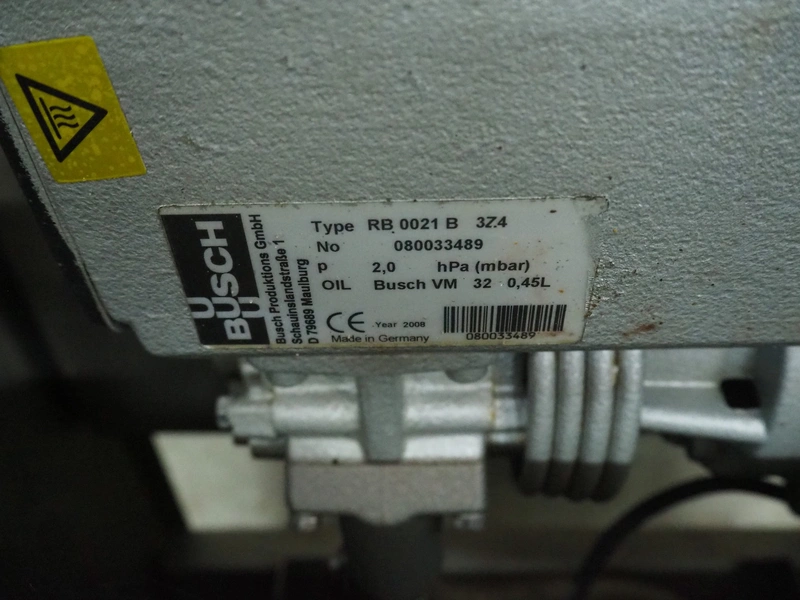 BUSCH
Busch Produktions GmbH
Schauinslandstraße 1
D 79689 Maulburg
Type RB 0021 B 3Z4
No 080033489
p 2,0 hPa (mbar)
OIL Busch VM 32 0,45L
CE Year 2008
Made in Germany
080033489